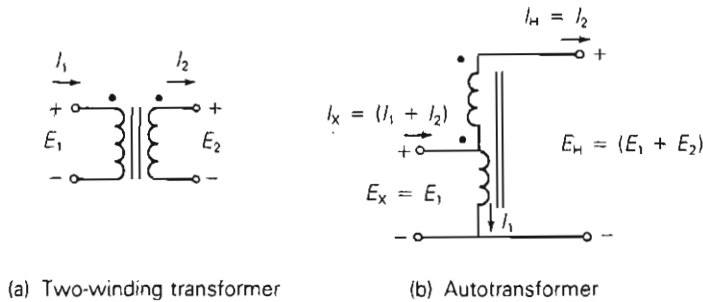 I₁ I₂
+ +
E₁ E₂
− −
(a) Two-winding transformer
I_H = I₂
+
I_X = (I₁ + I₂)
+
E_H = (E₁ + E₂)
E_X = E₁
I₁
− −
(b) Autotransformer